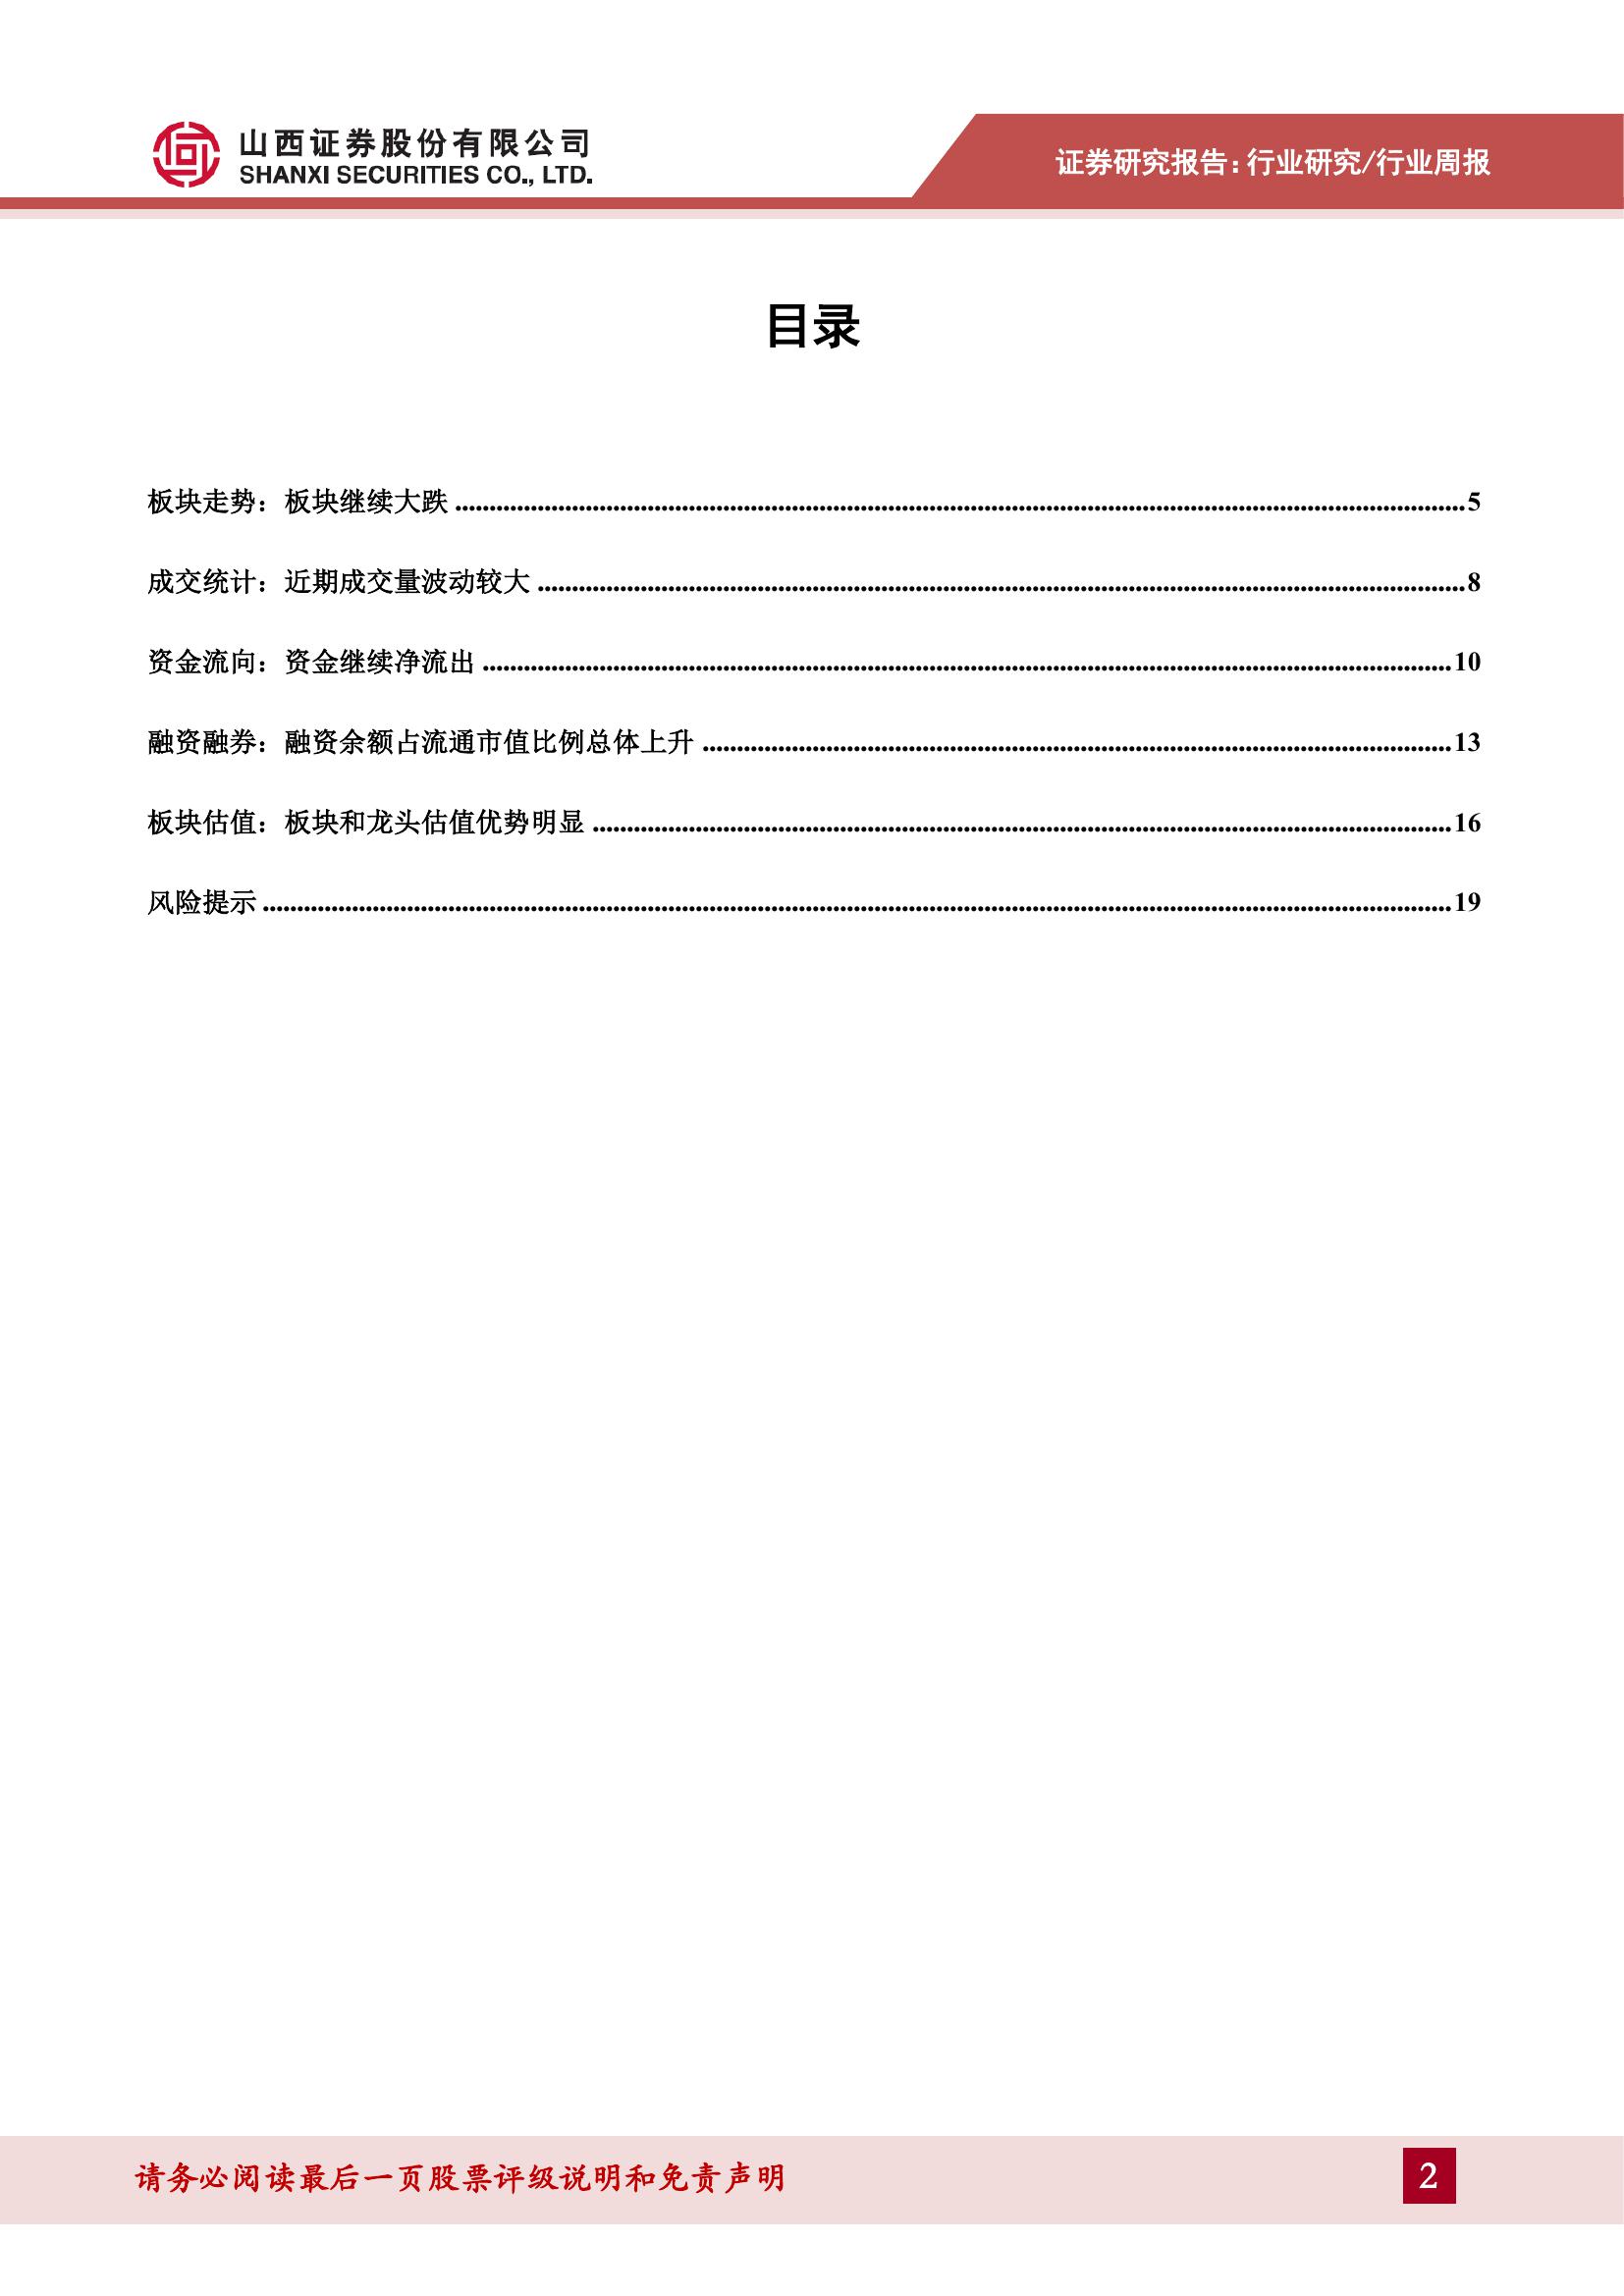 山西证券股份有限公司
SHANXI SECURITIES CO., LTD.
证券研究报告：行业研究/行业周报
目录
板块走势：板块继续大跌 5
成交统计：近期成交量波动较大 8
资金流向：资金继续净流出 10
融资融券：融资余额占流通市值比例总体上升 13
板块估值：板块和龙头估值优势明显 16
风险提示 19
请务必阅读最后一页股票评级说明和免责声明
2